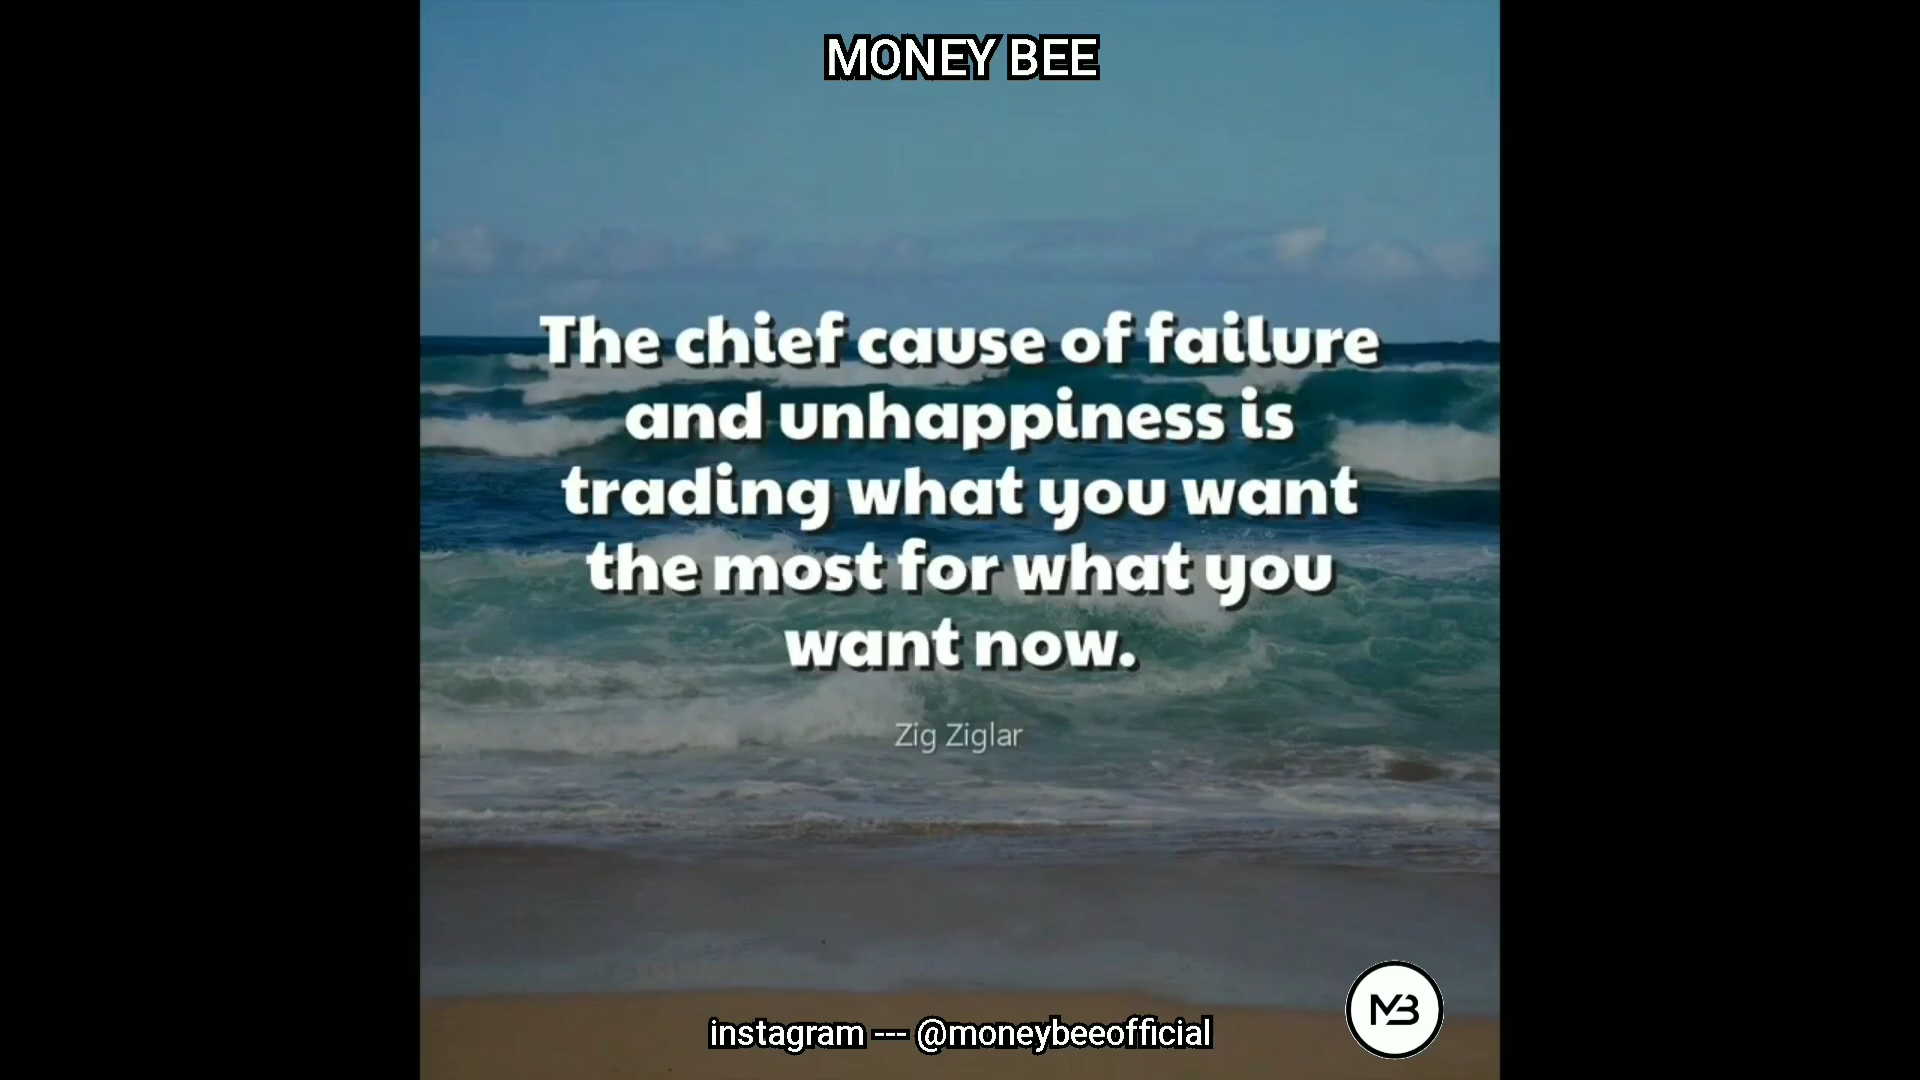 MONEY BEE
The chief cause of failure
and unhappiness is
trading what you want
the most for what you
want now.
Zig Ziglar
MB
instagram --- @moneybeeofficial